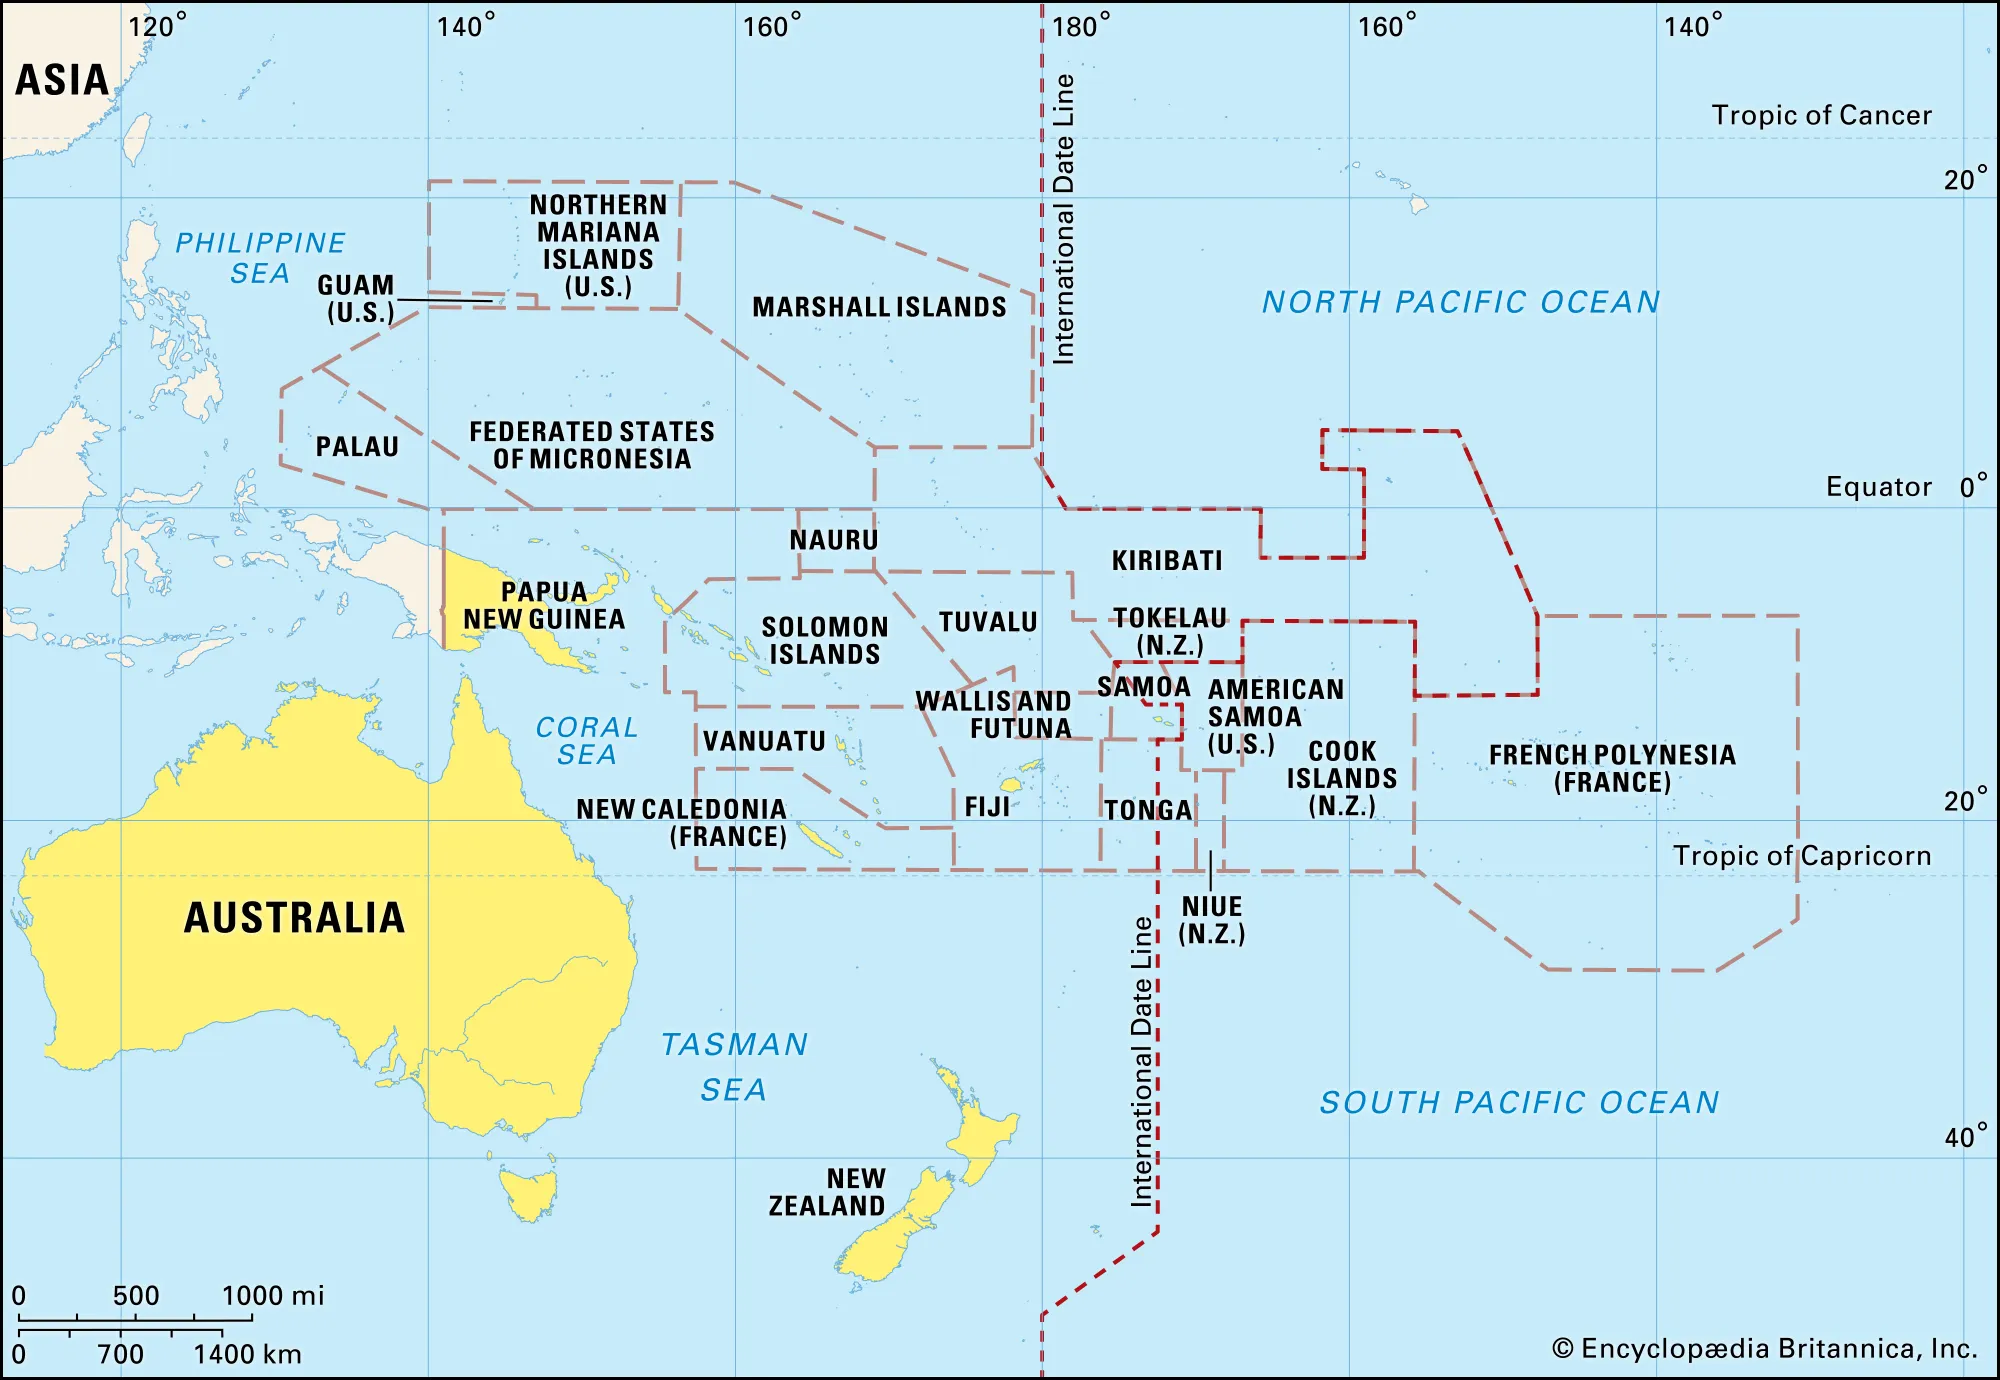 120°
140°
160°
180°
160°
140°
ASIA
International Date Line
Tropic of Cancer
20°
PHILIPPINE
SEA
NORTHERN
MARIANA
ISLANDS
(U.S.)
GUAM
(U.S.)
MARSHALL ISLANDS
NORTH PACIFIC OCEAN
PALAU
FEDERATED STATES
OF MICRONESIA
Equator 0°
NAURU
KIRIBATI
PAPUA
NEW GUINEA
SOLOMON
ISLANDS
TUVALU
TOKELAU
(N.Z.)
WALLIS AND
FUTUNA
SAMOA
AMERICAN
SAMOA
(U.S.)
CORAL
SEA
VANUATU
COOK
ISLANDS
(N.Z.)
FRENCH POLYNESIA
(FRANCE)
NEW CALEDONIA
(FRANCE)
FIJI
TONGA
20°
Tropic of Capricorn
AUSTRALIA
NIUE
(N.Z.)
International Date Line
TASMAN
SEA
SOUTH PACIFIC OCEAN
40°
NEW
ZEALAND
0 500 1000 mi
0 700 1400 km
© Encyclopædia Britannica, Inc.